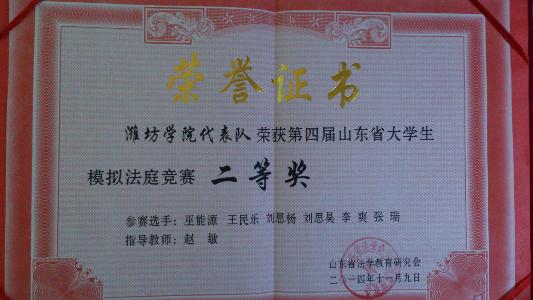 荣誉证书
潍坊学院代表队 荣获第四届山东省大学生
模拟法庭竞赛 二等奖
参赛选手：巫能源 王民乐 刘思杨 刘思昊 李爽 张瑞
指导教师：赵敏
山东省法学教育研究会
二〇一四年十一月九日